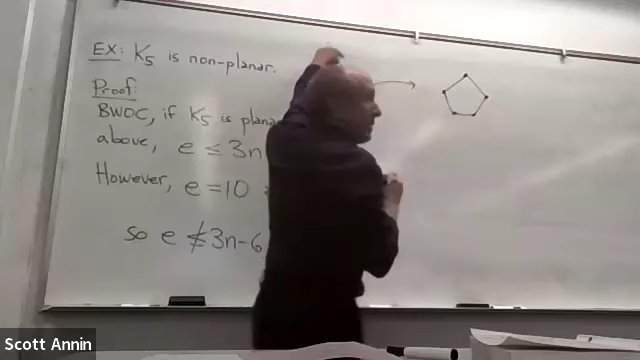 EX: K5 is non-planar.
Proof:
BWOC, if K5 is
above, e ≤ 3n
However, e = 10
so e ≰ 3n-6
Scott Annin